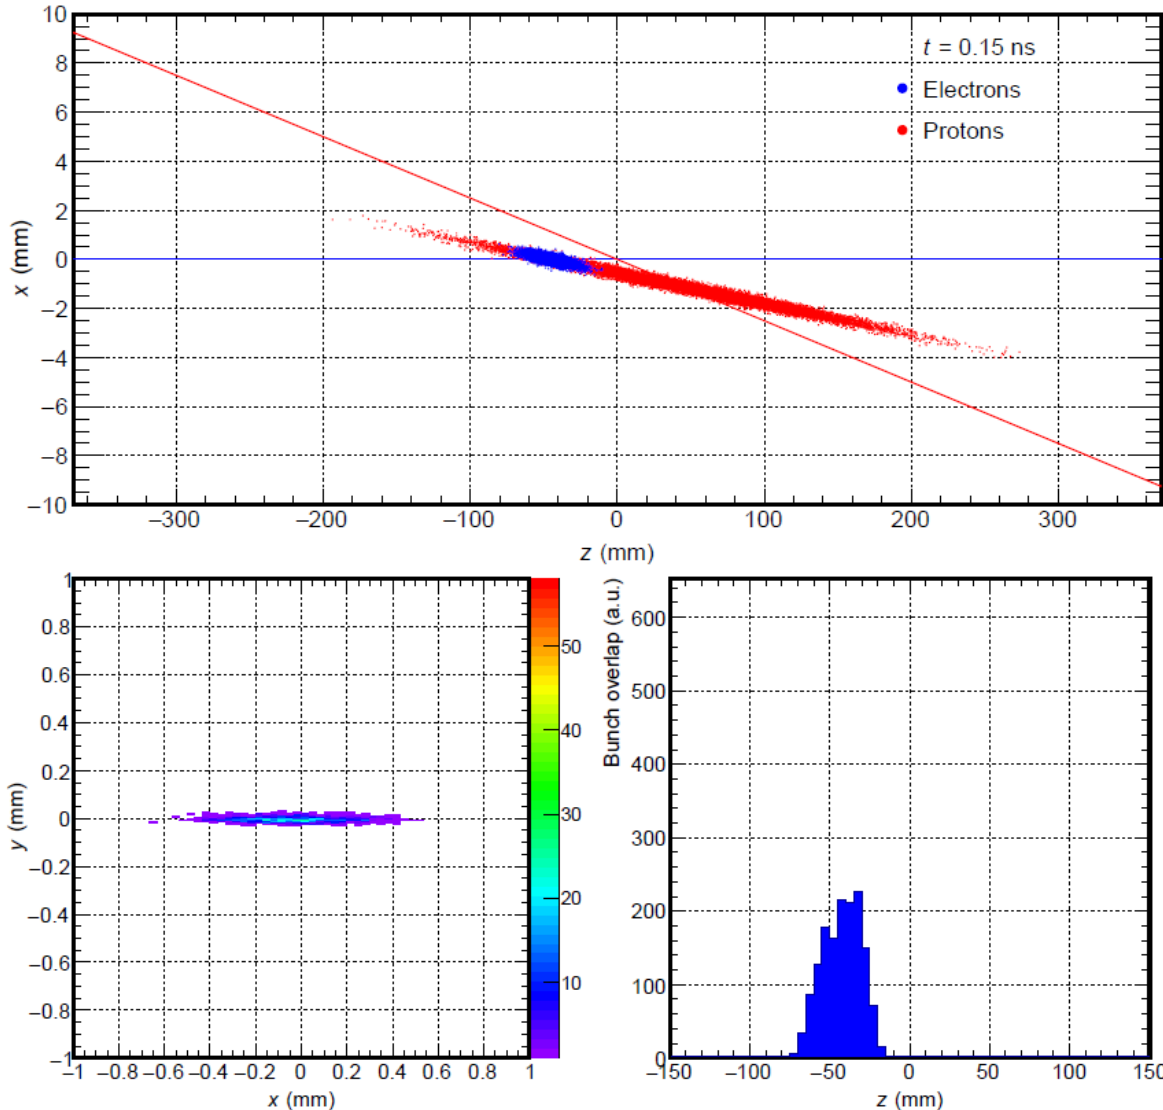 10
8
6
4
2
0
−2
−4
−6
−8
−10
x (mm)
t = 0.15 ns
Electrons
Protons
−300 −200 −100 0 100 200 300
z (mm)
1
0.8
0.6
0.4
0.2
0
−0.2
−0.4
−0.6
−0.8
−1
y (mm)
−1 −0.8 −0.6 −0.4 −0.2 0 0.2 0.4 0.6 0.8 1
x (mm)
50
40
30
20
10
Bunch overlap (a.u.)
600
500
400
300
200
100
0
−150 −100 −50 0 50 100 150
z (mm)